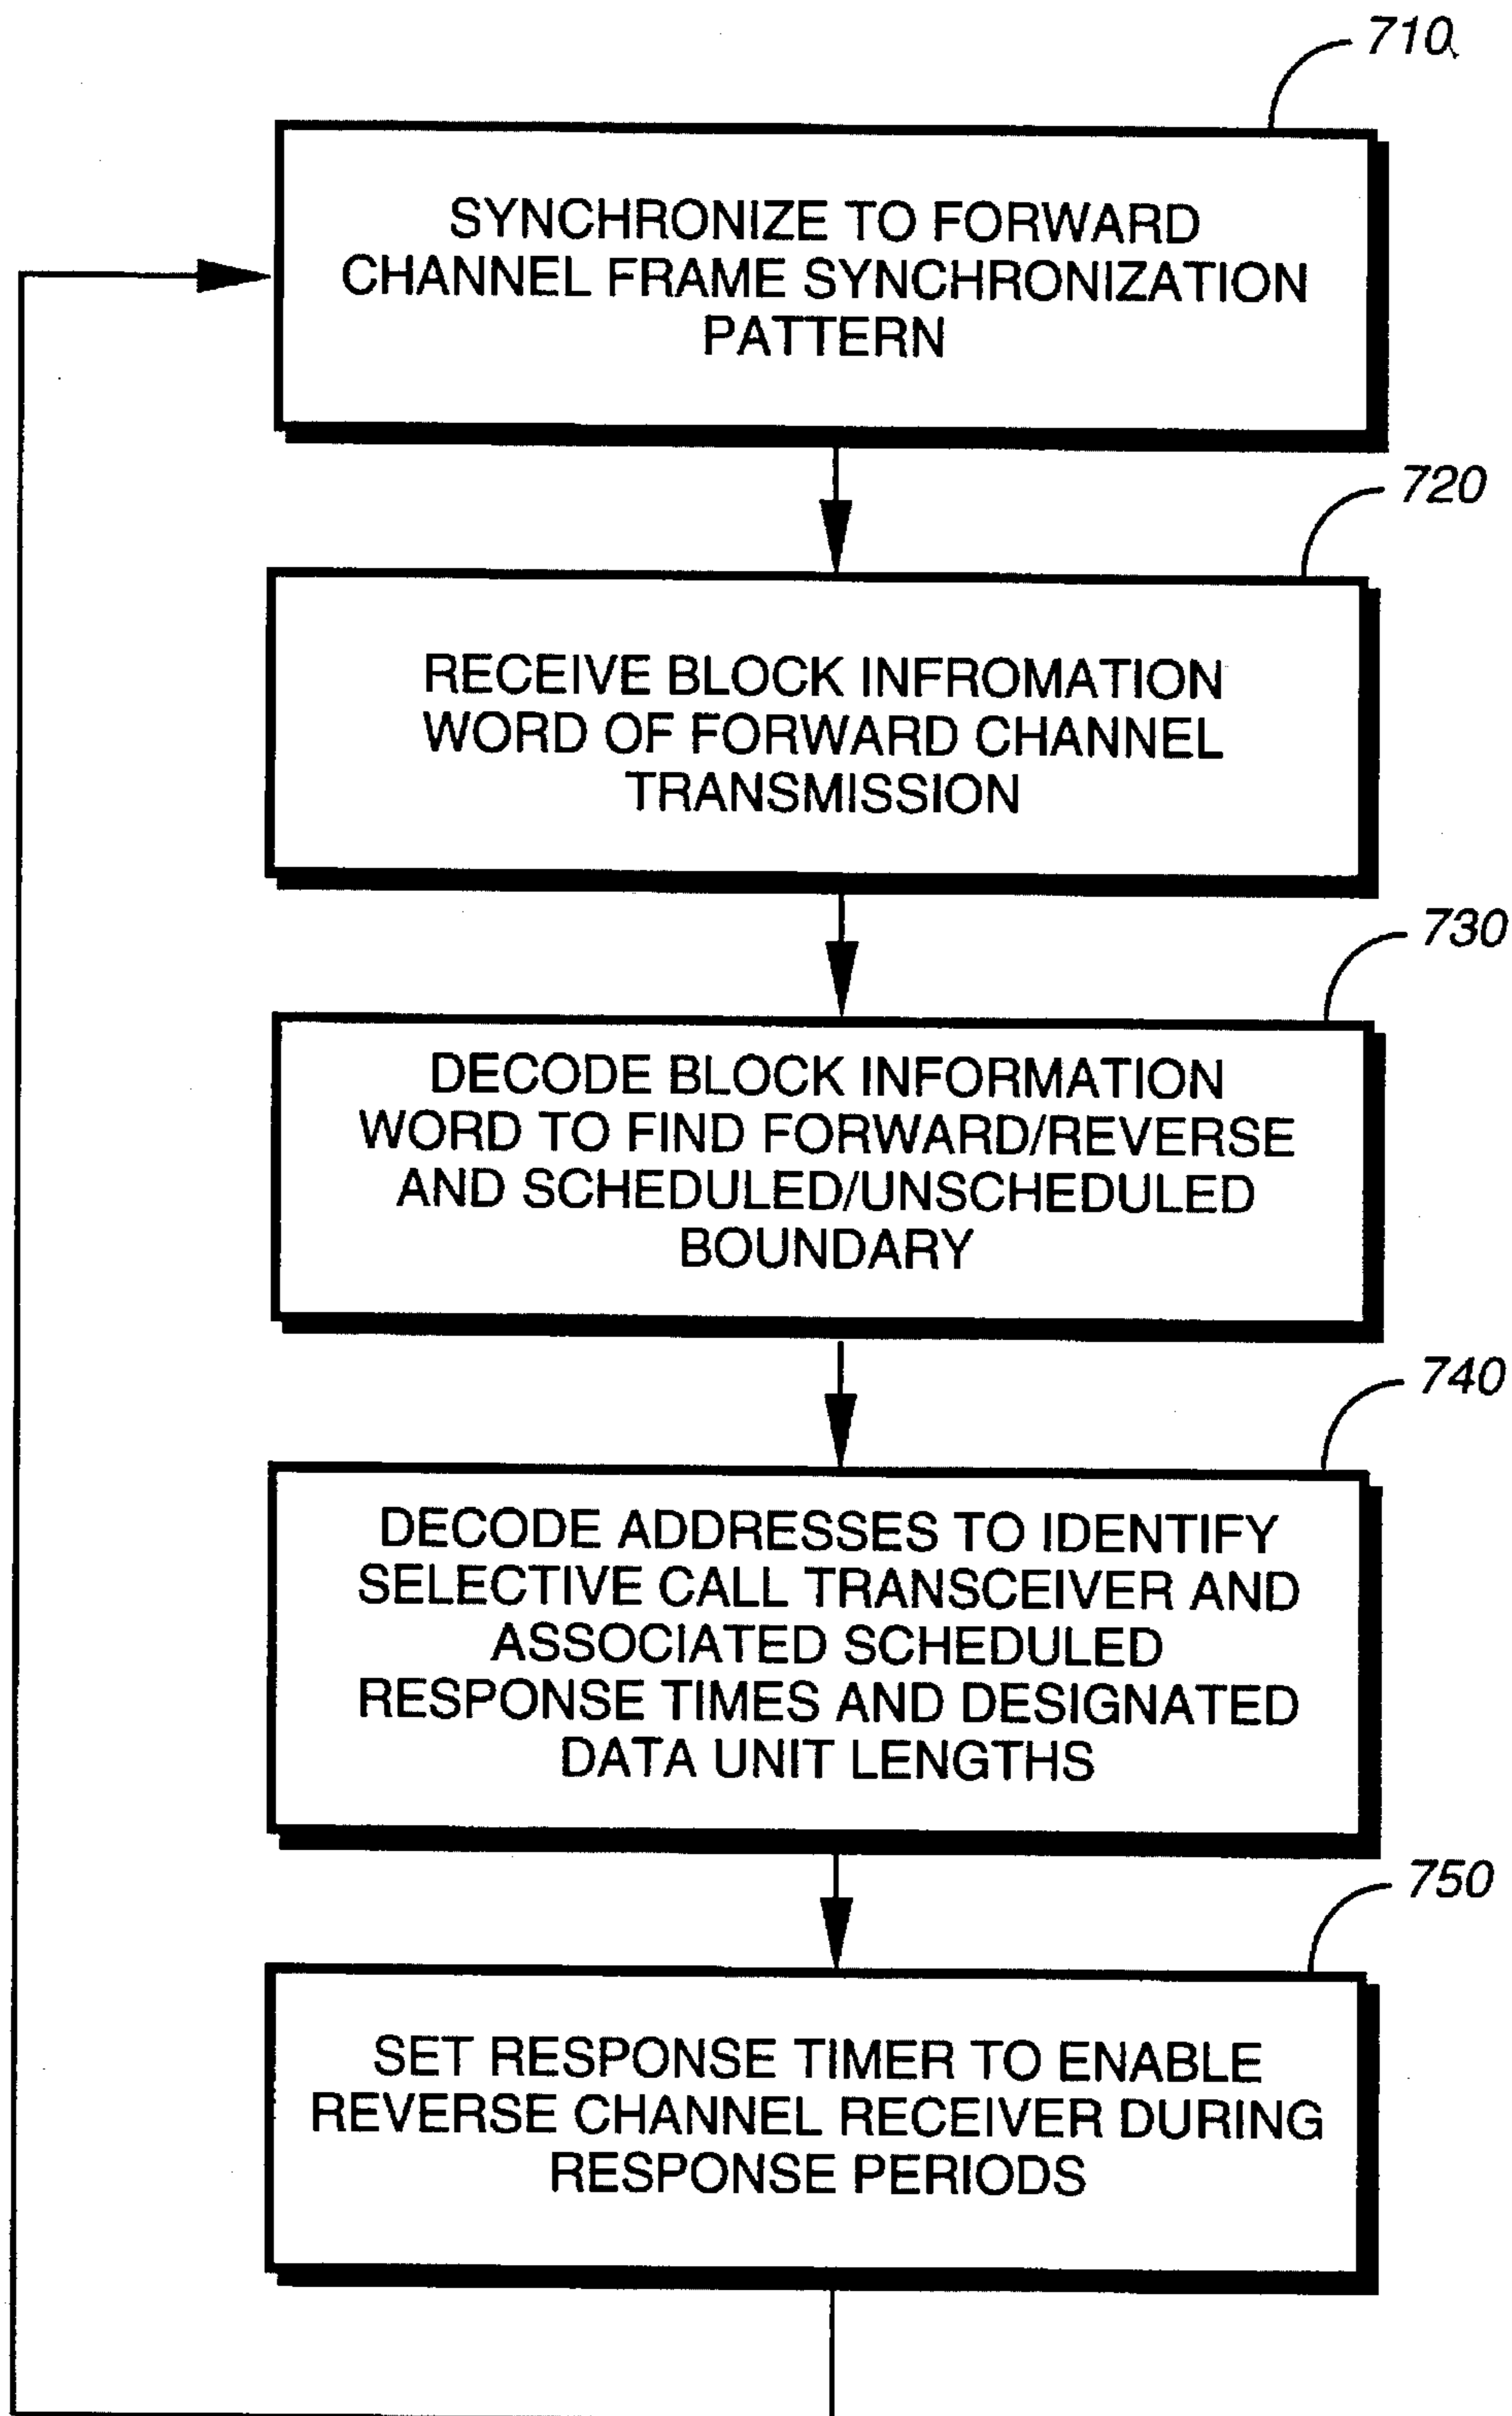 710
SYNCHRONIZE TO FORWARD
CHANNEL FRAME SYNCHRONIZATION
PATTERN
720
RECEIVE BLOCK INFROMATION
WORD OF FORWARD CHANNEL
TRANSMISSION
730
DECODE BLOCK INFORMATION
WORD TO FIND FORWARD/REVERSE
AND SCHEDULED/UNSCHEDULED
BOUNDARY
740
DECODE ADDRESSES TO IDENTIFY
SELECTIVE CALL TRANSCEIVER AND
ASSOCIATED SCHEDULED
RESPONSE TIMES AND DESIGNATED
DATA UNIT LENGTHS
750
SET RESPONSE TIMER TO ENABLE
REVERSE CHANNEL RECEIVER DURING
RESPONSE PERIODS